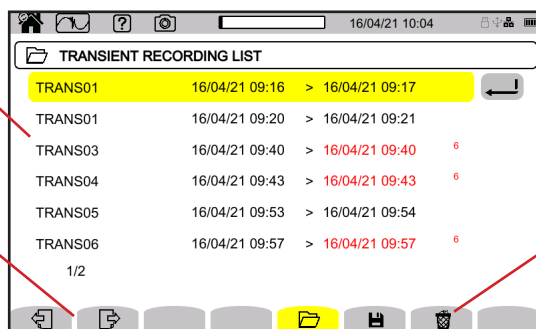 ? 16/04/21 10:04
TRANSIENT RECORDING LIST
TRANS01 16/04/21 09:16 > 16/04/21 09:17
TRANS01 16/04/21 09:20 > 16/04/21 09:21
TRANS03 16/04/21 09:40 > 16/04/21 09:40 6
TRANS04 16/04/21 09:43 > 16/04/21 09:43 6
TRANS05 16/04/21 09:53 > 16/04/21 09:54
TRANS06 16/04/21 09:57 > 16/04/21 09:57 6
1/2